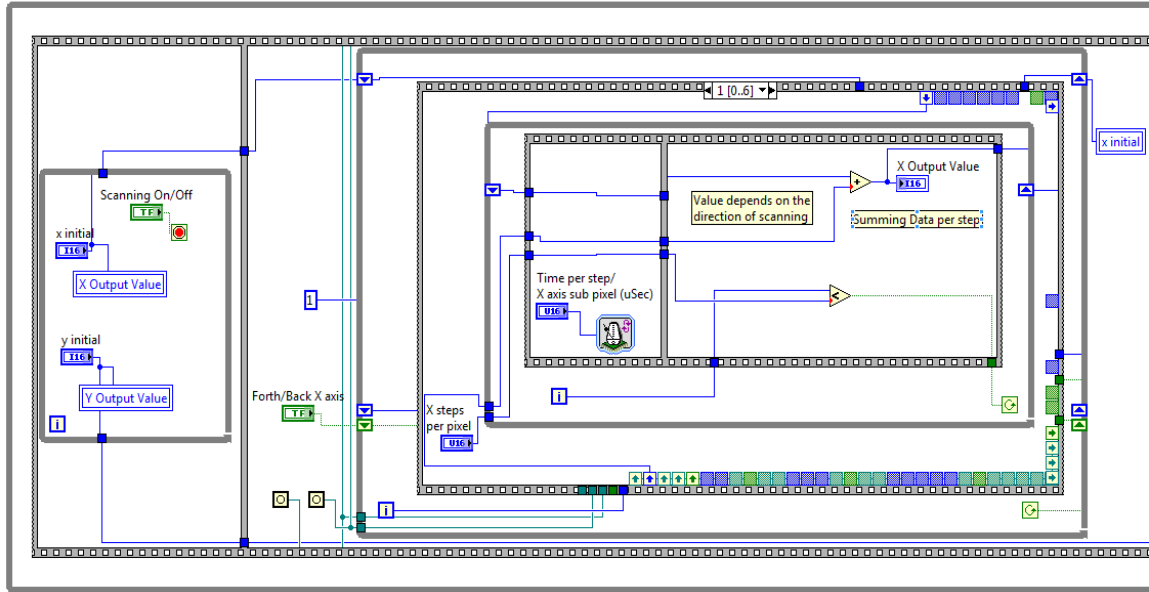 1 [0..6]
Scanning On/Off
TF
x initial
I16
X Output Value
y initial
I16
Y Output Value
i
1
Forth/Back X axis
TF
i
X steps
per pixel
U16
Time per step/
X axis sub pixel (uSec)
U16
i
Value depends on the
direction of scanning
X Output Value
I16
Summing Data per step
+
<
x initial